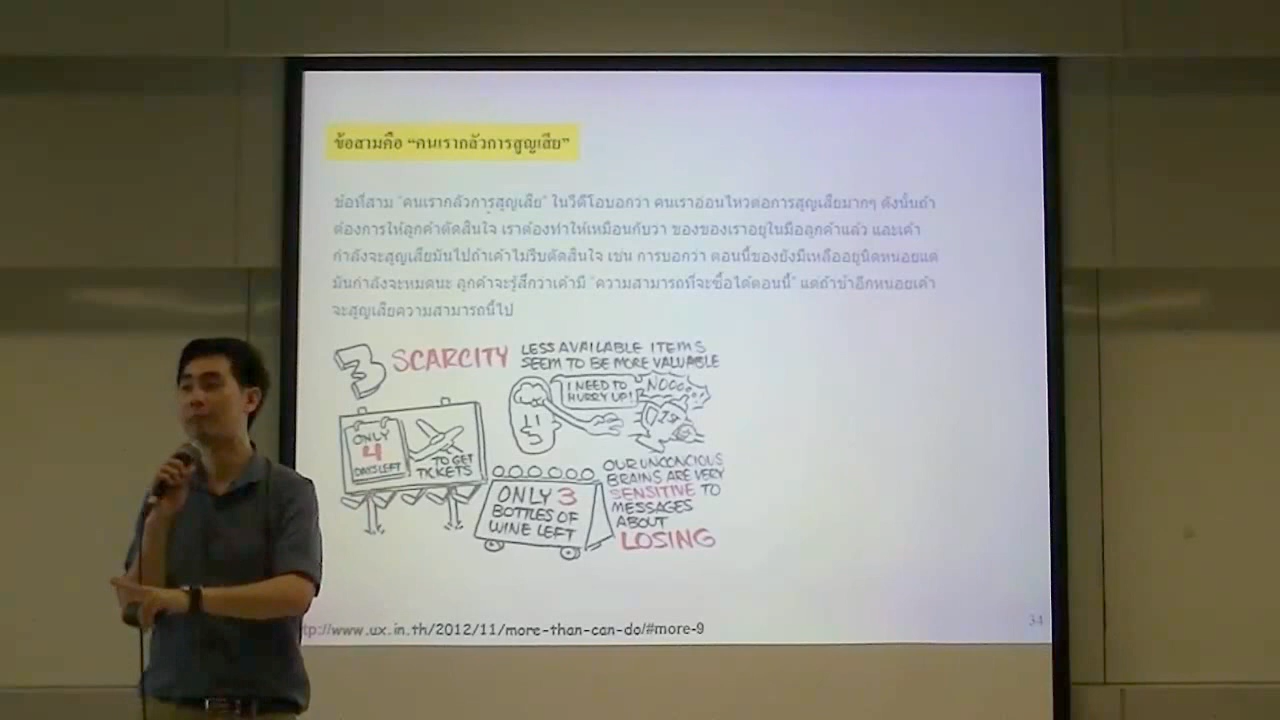 ข้อสามคือ “คนเรากลัวการสูญเสีย”
ข้อที่สาม “คนเรากลัวการสูญเสีย” ในวีดีโอบอกว่า คนเราอ่อนไหวต่อการสูญเสียมากๆ ดังนั้นถ้า
ต้องการให้ลูกค้าตัดสินใจ เราต้องทำให้เหมือนกับว่า ของของเราอยู่ในมือลูกค้าแล้ว และเค้า
กำลังจะสูญเสียมันไปถ้าเค้าไม่รีบตัดสินใจ เช่น การบอกว่า ตอนนี้ของยังมีเหลืออยู่นิดหน่อยแต่
มันกำลังจะหมดนะ ลูกค้าจะรู้สึกว่าเค้ามี “ความสามารถที่จะซื้อได้ตอนนี้” แต่ถ้าช้าอีกหน่อยเค้า
จะสูญเสียความสามารถนี้ไป
3 SCARCITY
LESS AVAILABLE ITEMS
SEEM TO BE MORE VALUABLE
I NEED TO
HURRY UP!
NOOO
ONLY
4
DAYS LEFT
TO GET
TICKETS
ONLY 3
BOTTLES OF
WINE LEFT
OUR UNCONCIOUS
BRAINS ARE VERY
SENSITIVE TO
MESSAGES
ABOUT
LOSING
tp://www.ux.in.th/2012/11/more-than-can-do/#more-9
34